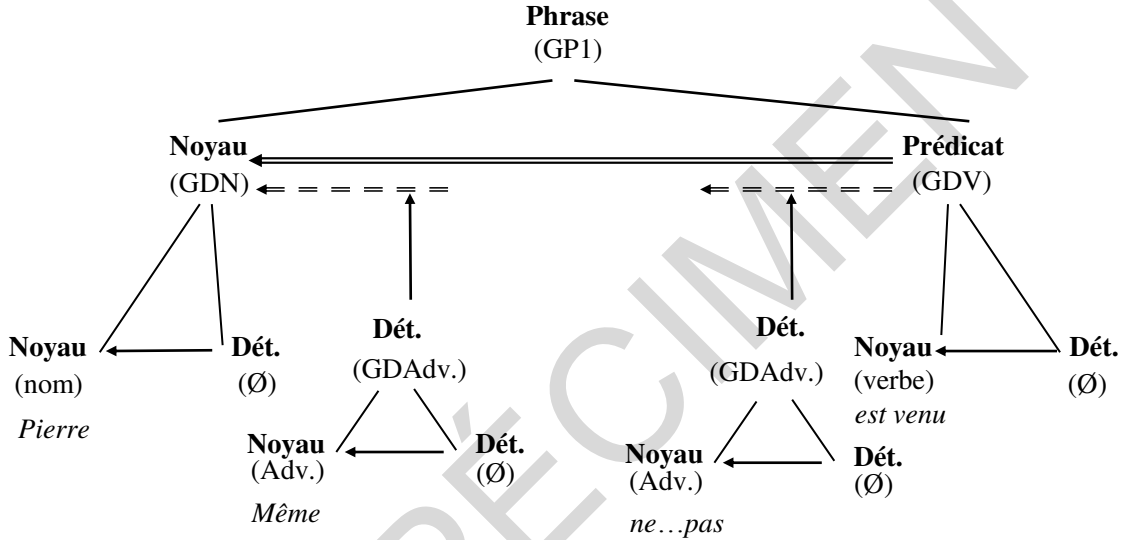 Phrase
(GP1)
Noyau
(GDN)
Prédicat
(GDV)
Noyau
(nom)
Pierre
Dét.
(Ø)
Dét.
(GDAdv.)
Noyau
(Adv.)
Même
Dét.
(Ø)
Dét.
(GDAdv.)
Noyau
(Adv.)
ne…pas
Dét.
(Ø)
Noyau
(verbe)
est venu
Dét.
(Ø)
SPÉCIMEN